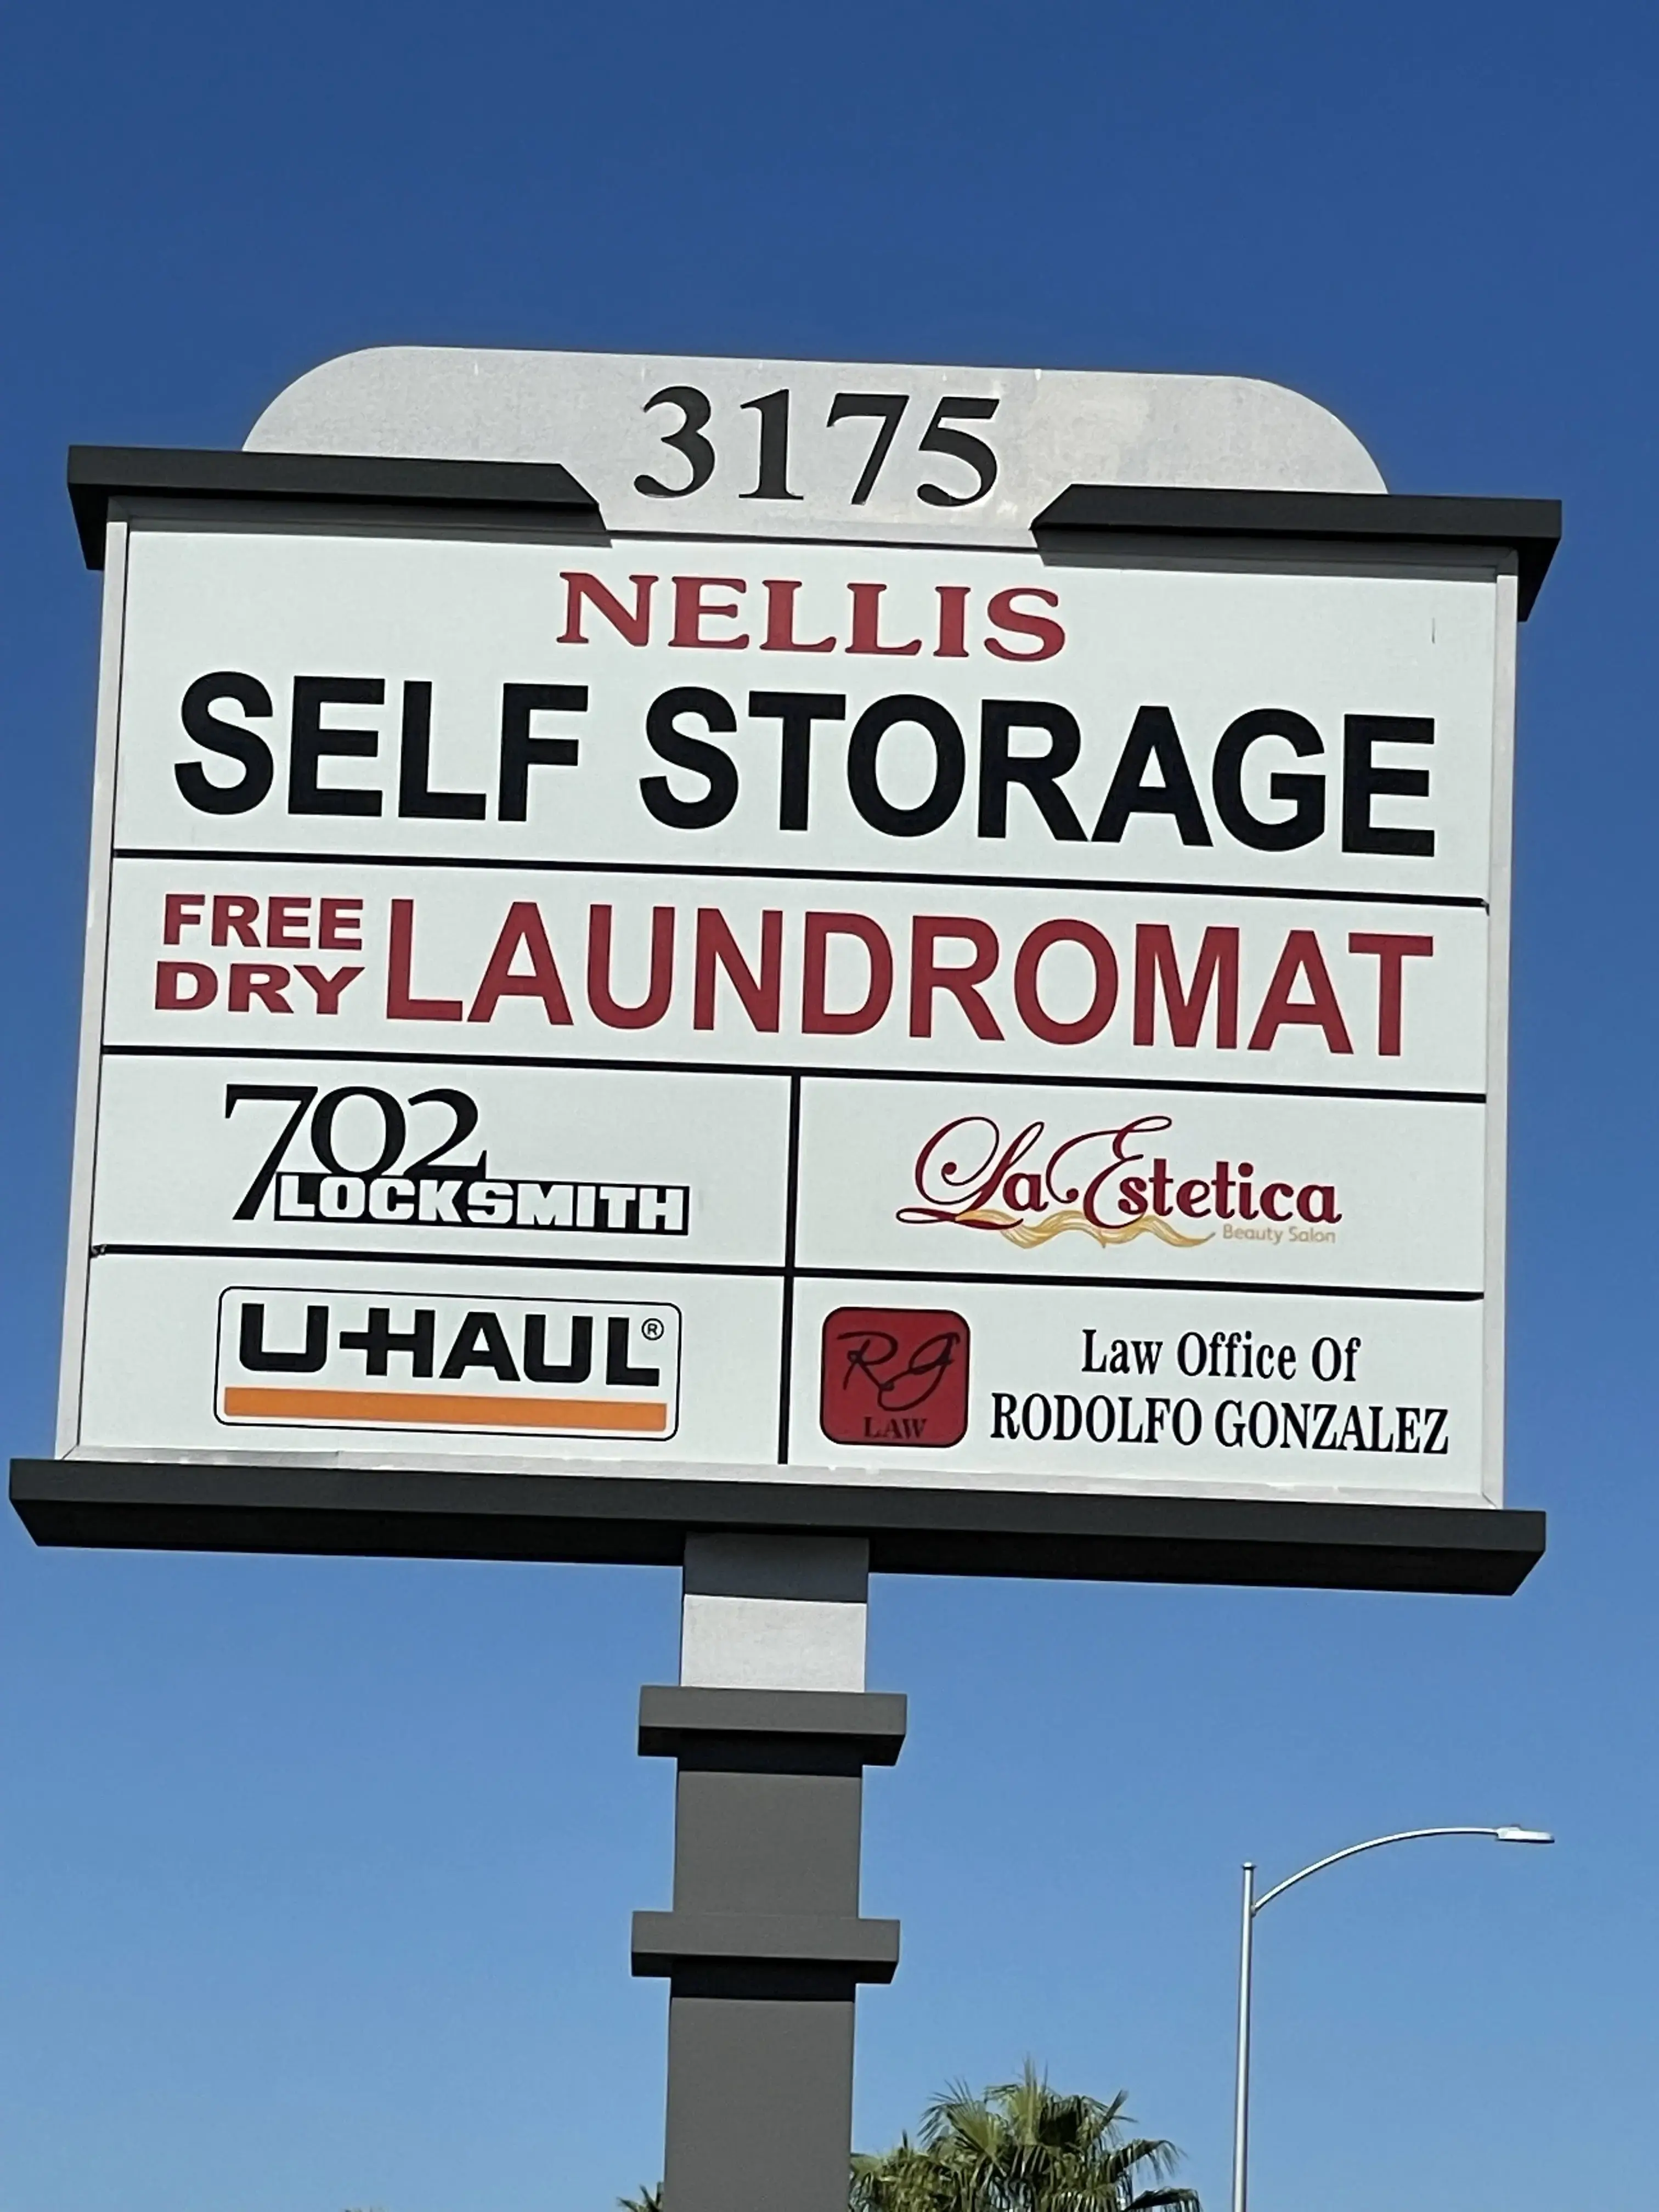 3175
NELLIS
SELF STORAGE
FREE
DRY
LAUNDROMAT
702
LOCKSMITH
La Estetica
Beauty Salon
U-HAUL®
RG
LAW
Law Office Of
RODOLFO GONZALEZ